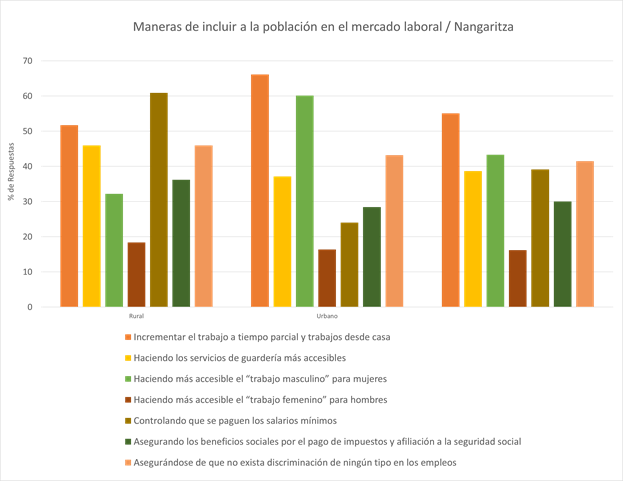 Maneras de incluir a la población en el mercado laboral / Nangaritza
% de Respuestas
70
60
50
40
30
20
10
0
Rural
Urbano
Incrementar el trabajo a tiempo parcial y trabajos desde casa
Haciendo los servicios de guardería más accesibles
Haciendo más accesible el “trabajo masculino” para mujeres
Haciendo más accesible el “trabajo femenino” para hombres
Controlando que se paguen los salarios mínimos
Asegurando los beneficios sociales por el pago de impuestos y afiliación a la seguridad social
Asegurándose de que no exista discriminación de ningún tipo en los empleos